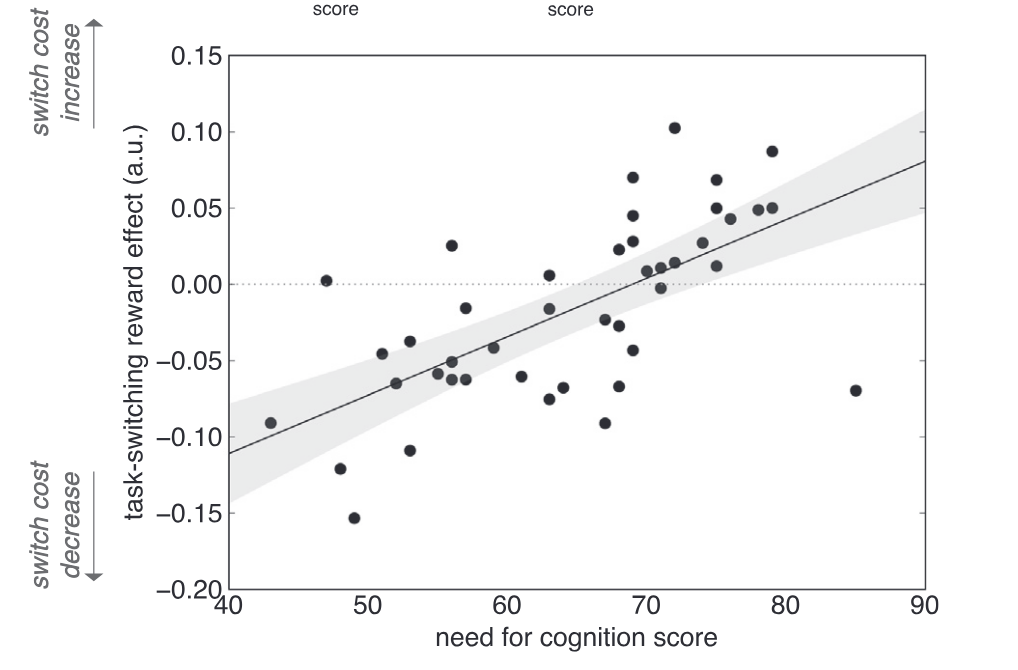 score
score
switch cost
increase
switch cost
decrease
task-switching reward effect (a.u.)
0.15
0.10
0.05
0.00
−0.05
−0.10
−0.15
−0.20
40
50
60
70
80
90
need for cognition score